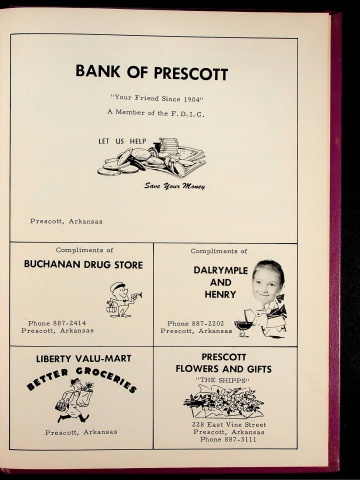 BANK OF PRESCOTT
"Your Friend Since 1904"
A Member of the F.D.I.C.
LET US HELP
Save Your Money
Prescott, Arkansas
Compliments of
BUCHANAN DRUG STORE
Phone 887-2414
Prescott, Arkansas
Compliments of
DALRYMPLE
AND
HENRY
Phone 887-2202
Prescott, Arkansas
LIBERTY VALU-MART
BETTER GROCERIES
Prescott, Arkansas
PRESCOTT
FLOWERS AND GIFTS
"THE SHIPPS"
228 East Vine Street
Prescott, Arkansas
Phone 887-3111